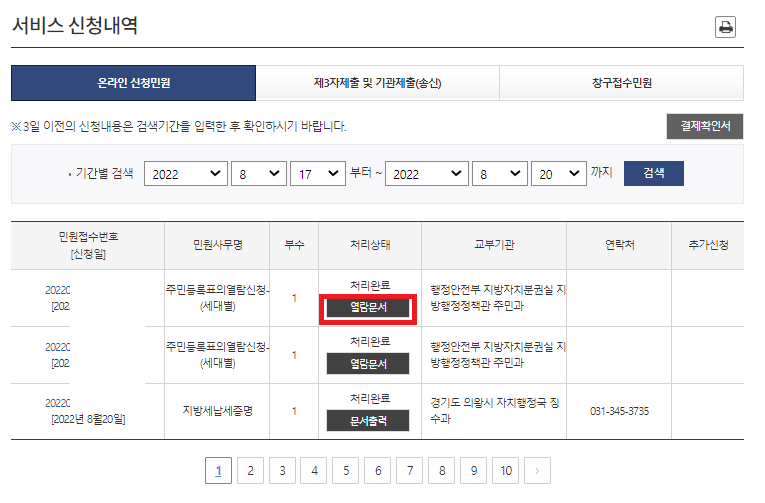 서비스 신청내역
온라인 신청민원 제3자제출 및 기관제출(송신) 창구접수민원
※ 3일 이전의 신청내용은 검색기간을 입력한 후 확인하시기 바랍니다. 결제확인서
기간별 검색 2022 8 17 부터 ~ 2022 8 20 까지 검색
민원접수번호
[신청일] 민원사무명 부수 처리상태 교부기관 연락처 추가신청
20220
[202 주민등록표의열람신청-
(세대별) 1 처리완료
열람문서 행정안전부 지방자치분권실 지
방행정정책관 주민과
20220
[202 주민등록표의열람신청-
(세대별) 1 처리완료
열람문서 행정안전부 지방자치분권실 지
방행정정책관 주민과
20220
[2022년 8월20일] 지방세납세증명 1 처리완료
문서출력 경기도 의왕시 자치행정국 징
수과 031-345-3735
1 2 3 4 5 6 7 8 9 10 >